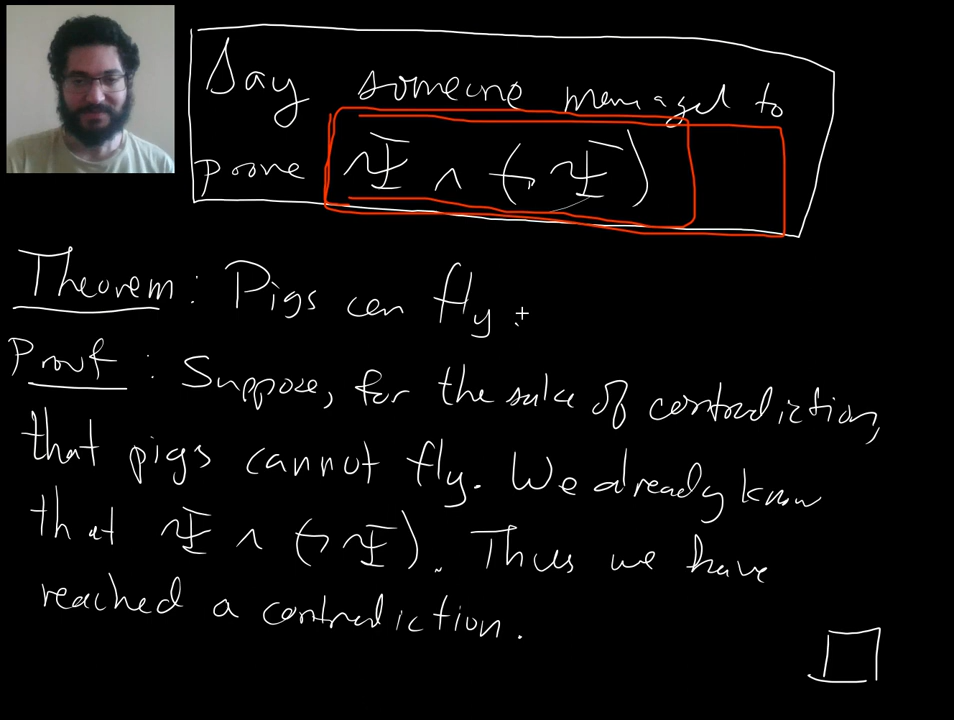 Say someone managed to
prove Ψ ∧ (¬Ψ)
Theorem: Pigs can fly.
Proof: Suppose, for the sake of contradiction,
that pigs cannot fly. We already know
that Ψ ∧ (¬Ψ). Thus we have
reached a contradiction.